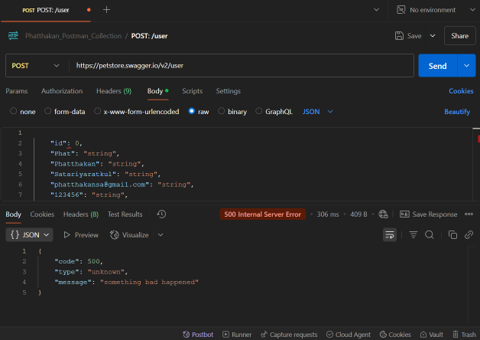 POST POST: /user
No environment
Phatthakan_Postman_Collection / POST: /user
Save
Share
POST
https://petstore.swagger.io/v2/user
Send
Params Authorization Headers (9) Body Scripts Settings
Cookies
none form-data x-www-form-urlencoded raw binary GraphQL JSON
Beautify
1
2 "id": 0,
3 "Phat": "string",
4 "Phatthakan": "string",
5 "Satariyaratkul": "string",
6 "phatthakansa@gmail.com": "string",
7 "123456": "string",
Body Cookies Headers (8) Test Results
500 Internal Server Error • 306 ms • 409 B
Save Response
{} JSON Preview Visualize
1 {
2 "code": 500,
3 "type": "unknown",
4 "message": "something bad happened"
5 }
Postbot Runner Capture requests Cloud Agent Cookies Vault Trash